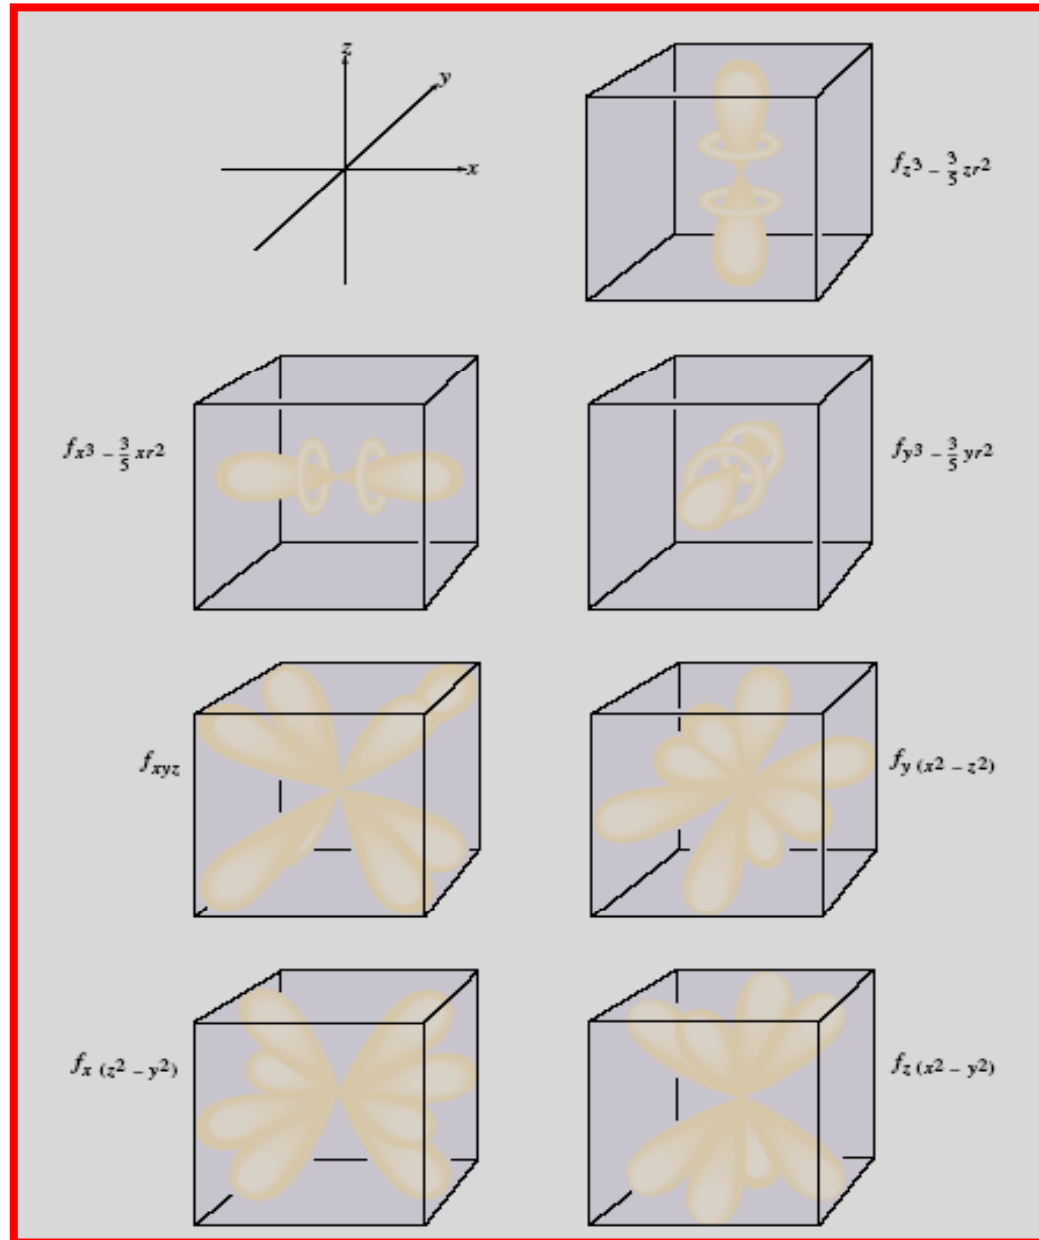 z
y
x
f z³ – 3/5 zr²
f x³ – 3/5 xr²
f y³ – 3/5 yr²
f xyz
f y (x² – z²)
f x (z² – y²)
f z (x² – y²)